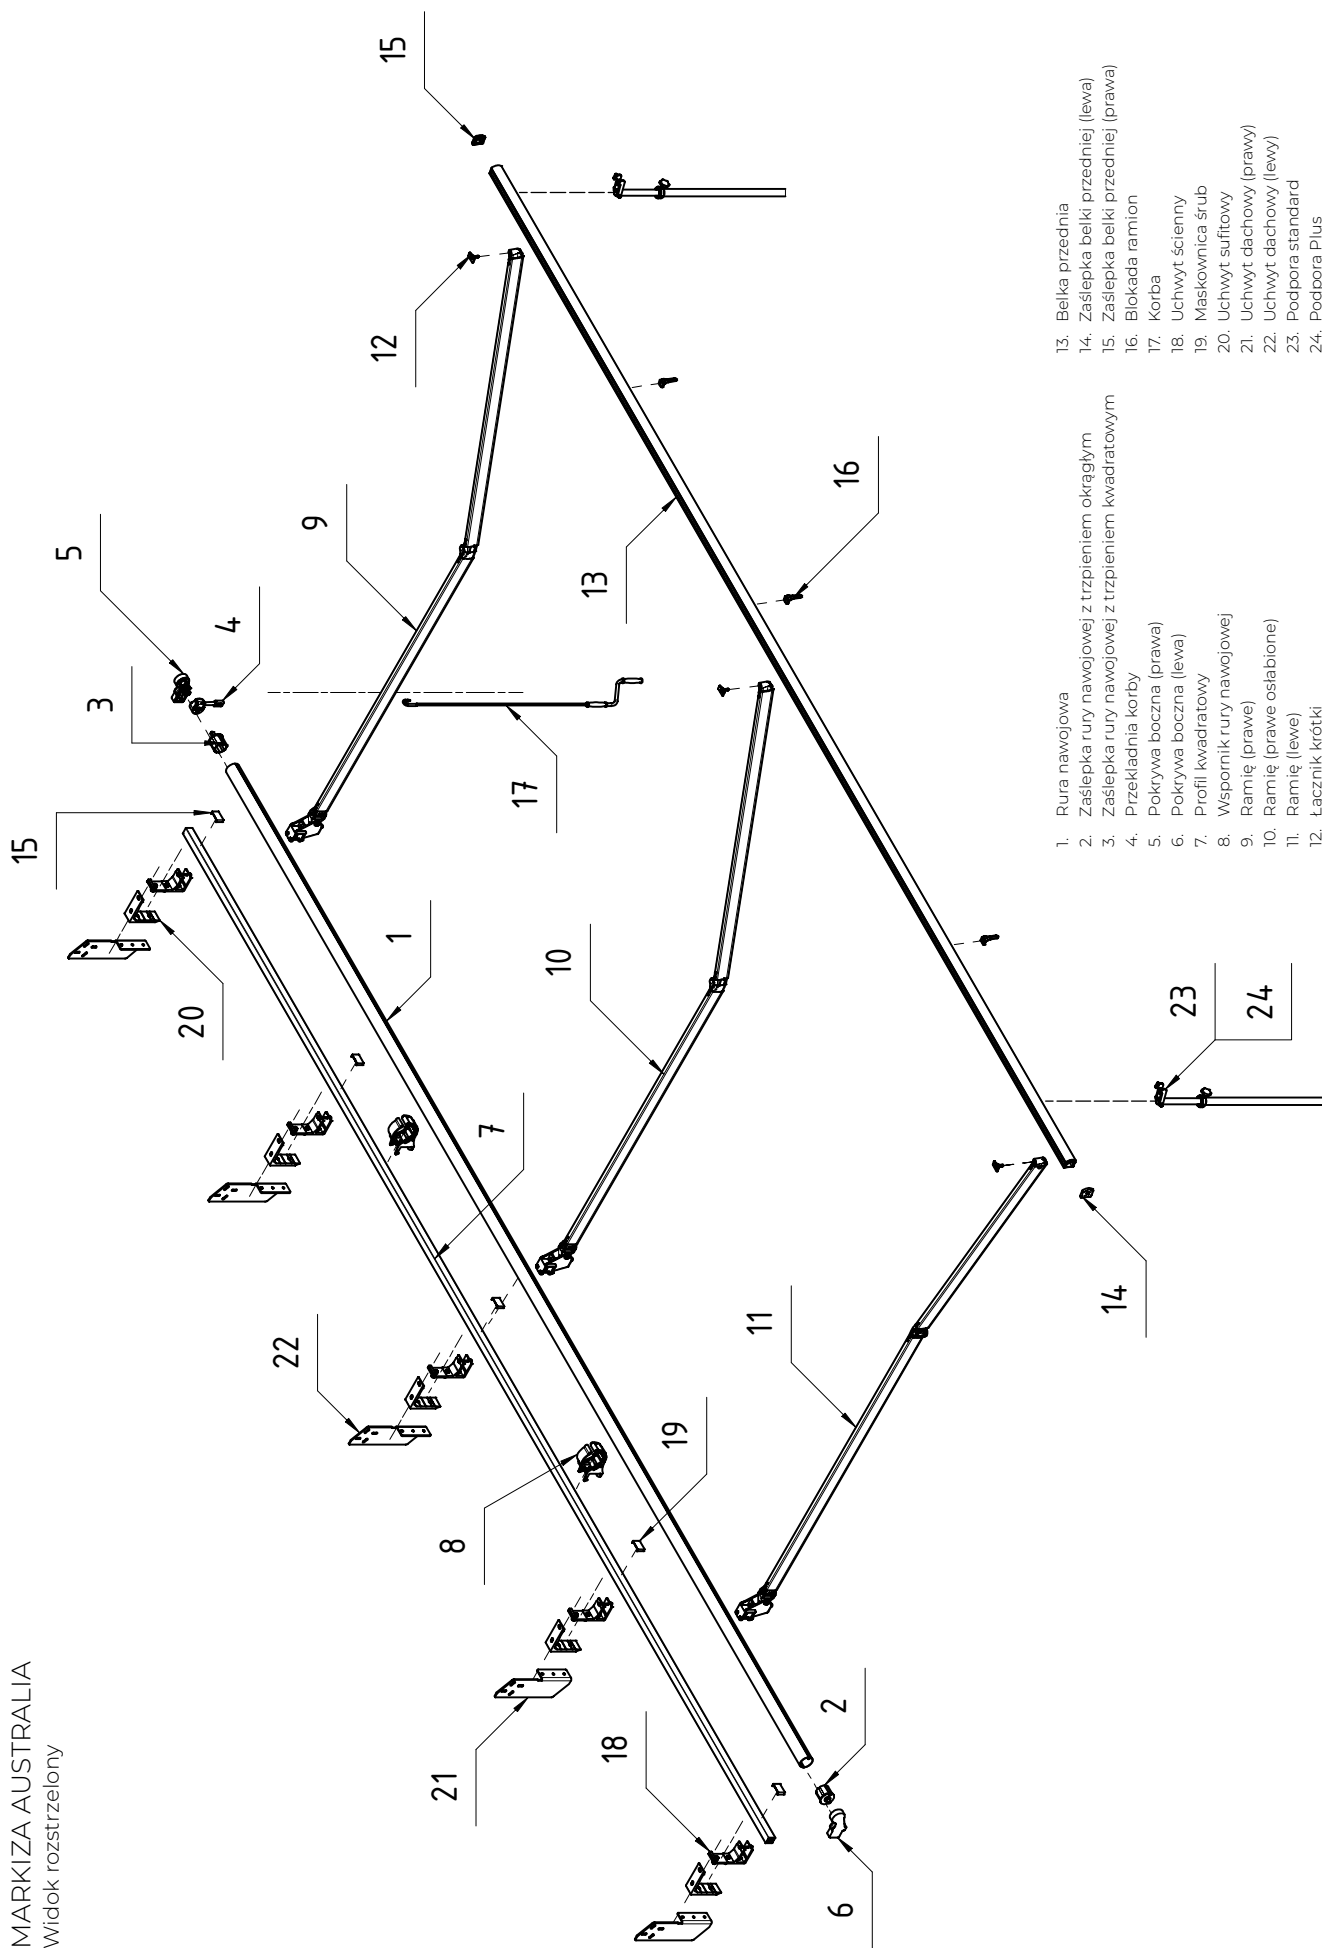 MARKIZA AUSTRALIA
Widok rozstrzelony
15
5
4
3
15
12
9
17
13
16
20
1
10
7
22
8
19
11
23
24
14
21
18
2
6
1. Rura nawojowa
2. Zaślepka rury nawojowej z trzpieniem okrągłym
3. Zaślepka rury nawojowej z trzpieniem kwadratowym
4. Przekladnia korby
5. Pokrywa boczna (prawa)
6. Pokrywa boczna (lewa)
7. Profil kwadratowy
8. Wspornik rury nawojowej
9. Ramię (prawe)
10. Ramię (prawe osłabione)
11. Ramię (lewe)
12. Łacznik krótki
13. Belka przednia
14. Zaślepka belki przedniej (lewa)
15. Zaślepka belki przedniej (prawa)
16. Blokada ramion
17. Korba
18. Uchwyt ścienny
19. Maskownica śrub
20. Uchwyt sufitowy
21. Uchwyt dachowy (prawy)
22. Uchwyt dachowy (lewy)
23. Podpora standard
24. Podpora Plus